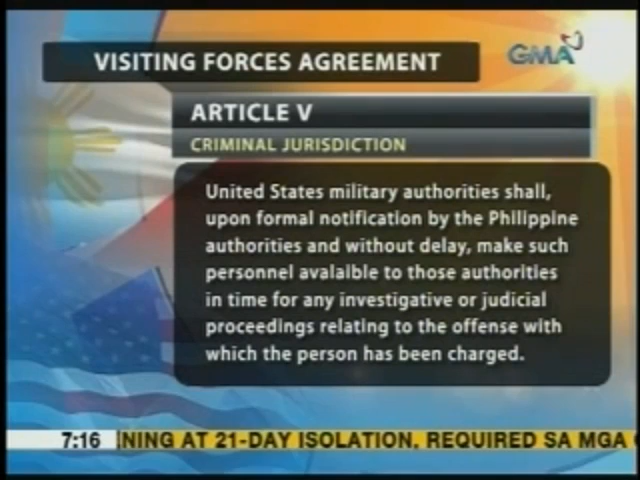 VISITING FORCES AGREEMENT
GMA
ARTICLE V
CRIMINAL JURISDICTION
United States military authorities shall,
upon formal notification by the Philippine
authorities and without delay, make such
personnel avalaible to those authorities
in time for any investigative or judicial
proceedings relating to the offense with
which the person has been charged.
7:16 INING AT 21-DAY ISOLATION, REQUIRED SA MGA